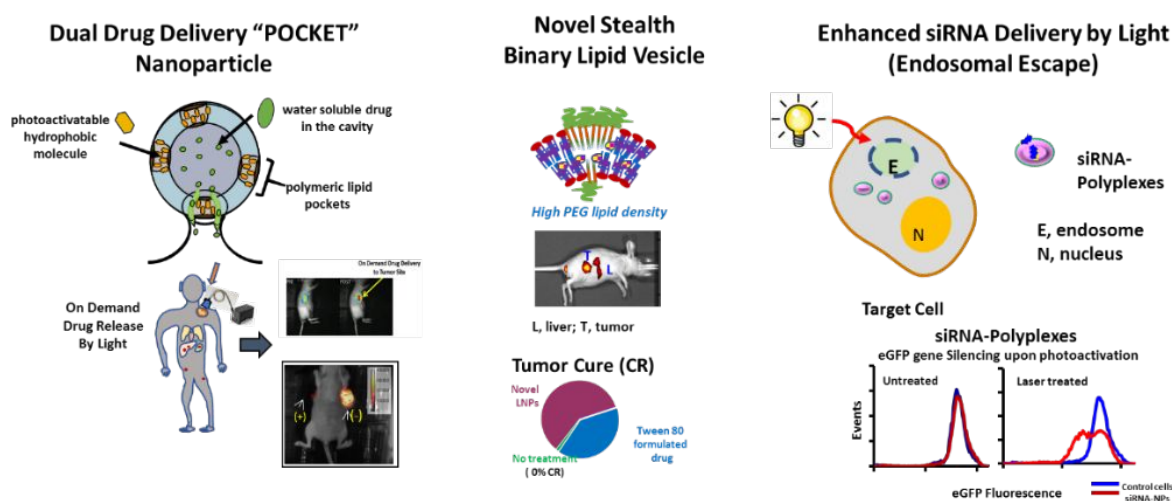 Dual Drug Delivery “POCKET”
Nanoparticle
photoactivatable
hydrophobic
molecule
water soluble drug
in the cavity
polymeric lipid
pockets
On Demand
Drug Release
By Light
On Demand Drug Delivery
to Tumor Site
(+)
(-)
Novel Stealth
Binary Lipid Vesicle
High PEG lipid density
T
L
L, liver; T, tumor
Tumor Cure (CR)
Novel
LNPs
Tween 80
formulated
drug
No treatment
( 0% CR)
Enhanced siRNA Delivery by Light
(Endosomal Escape)
E
N
siRNA-
Polyplexes
E, endosome
N, nucleus
Target Cell
siRNA-Polyplexes
eGFP gene Silencing upon photoactivation
Untreated
Laser treated
Events
eGFP Fluorescence
Control cells
siRNA-NPs